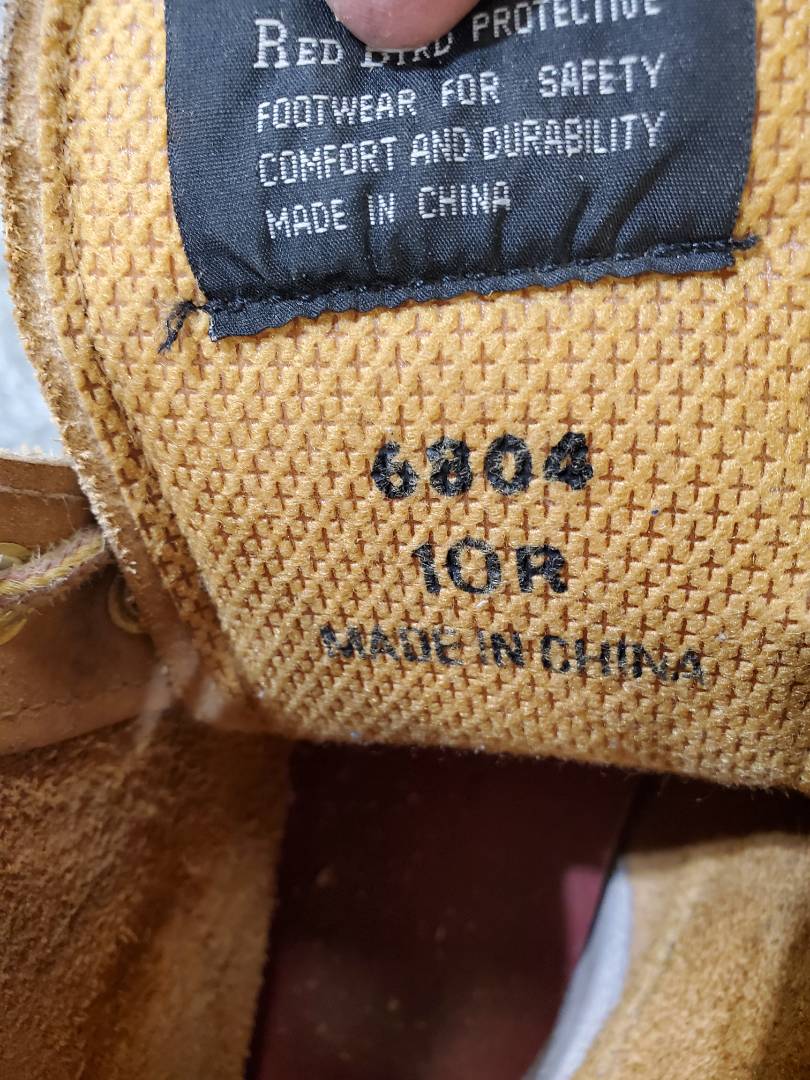 RED BIRD PROTECTIVE
FOOTWEAR FOR SAFETY
COMFORT AND DURABILITY
MADE IN CHINA
6804
10R
MADE IN CHINA